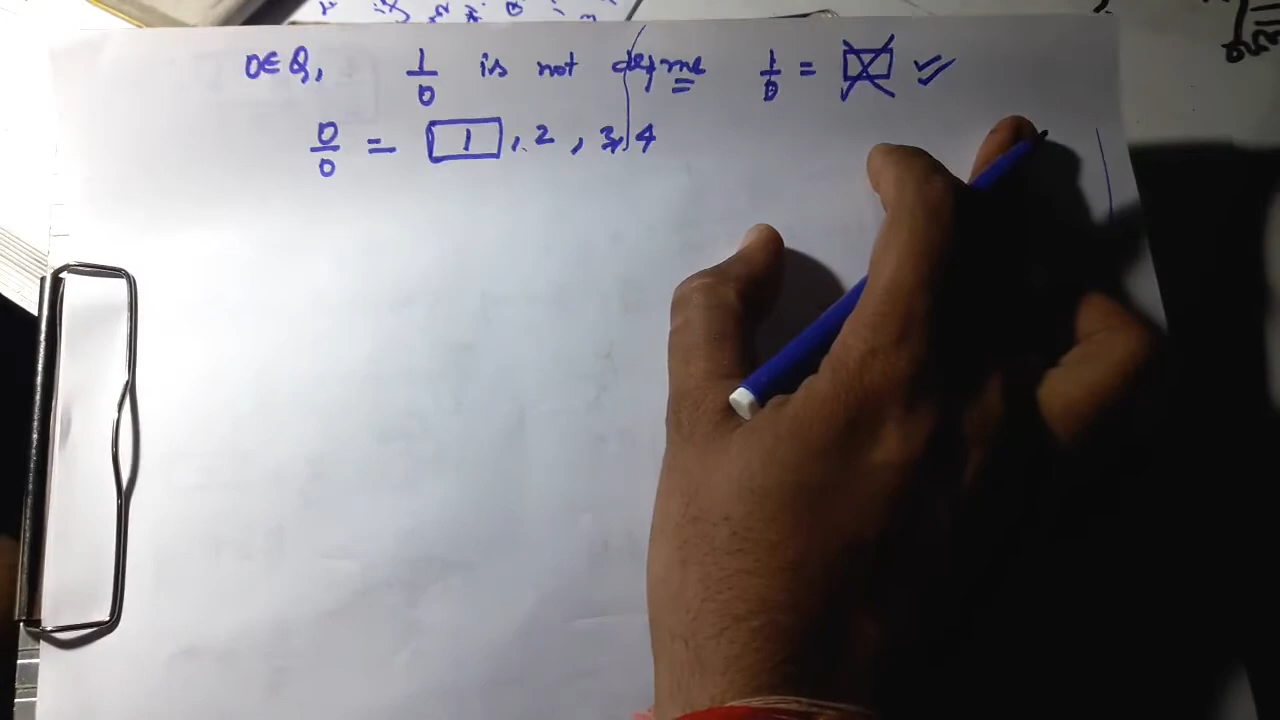 0∈Q, 1/0 is not define 1/0 = ☒ ✓✓
0/0 = 1, 2, 3, 4